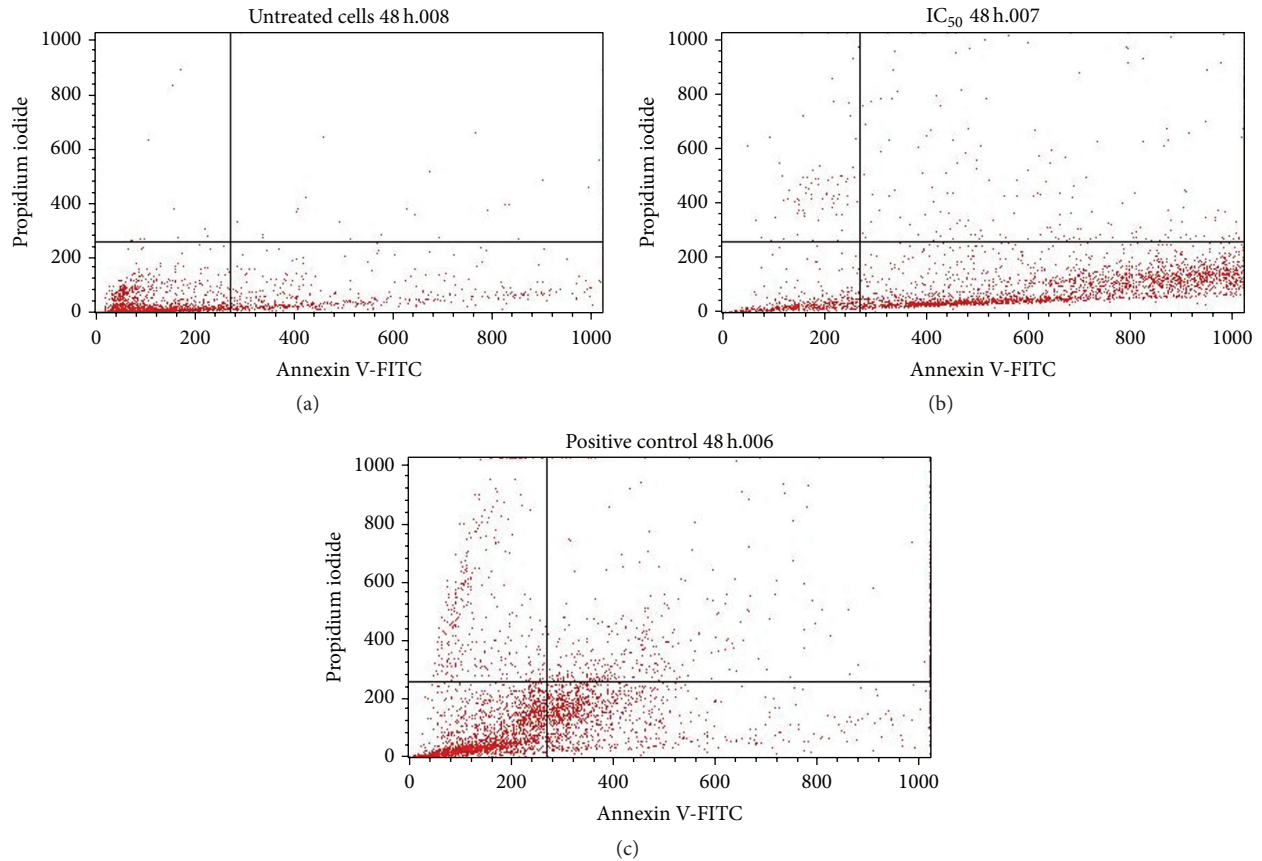 Untreated cells 48 h.008
Propidium iodide
1000
800
600
400
200
0
0 200 400 600 800 1000
Annexin V-FITC
(a)
IC50 48 h.007
Propidium iodide
1000
800
600
400
200
0
0 200 400 600 800 1000
Annexin V-FITC
(b)
Positive control 48 h.006
Propidium iodide
1000
800
600
400
200
0
0 200 400 600 800 1000
Annexin V-FITC
(c)